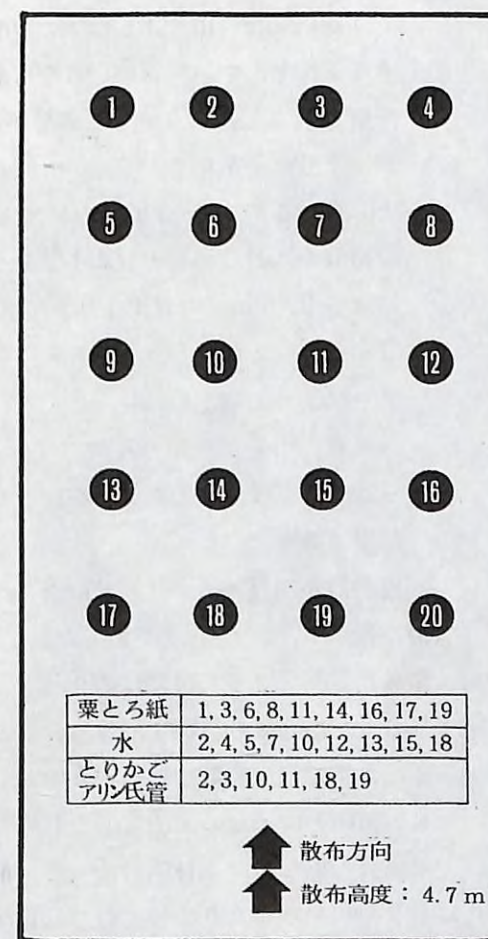 1 2 3 4
5 6 7 8
9 10 11 12
13 14 15 16
17 18 19 20
粟とろ紙 1, 3, 6, 8, 11, 14, 16, 17, 19
水 2, 4, 5, 7, 10, 12, 13, 15, 18
とりかご
アリン氏管 2, 3, 10, 11, 18, 19
散布方向
散布高度： 4.7 m